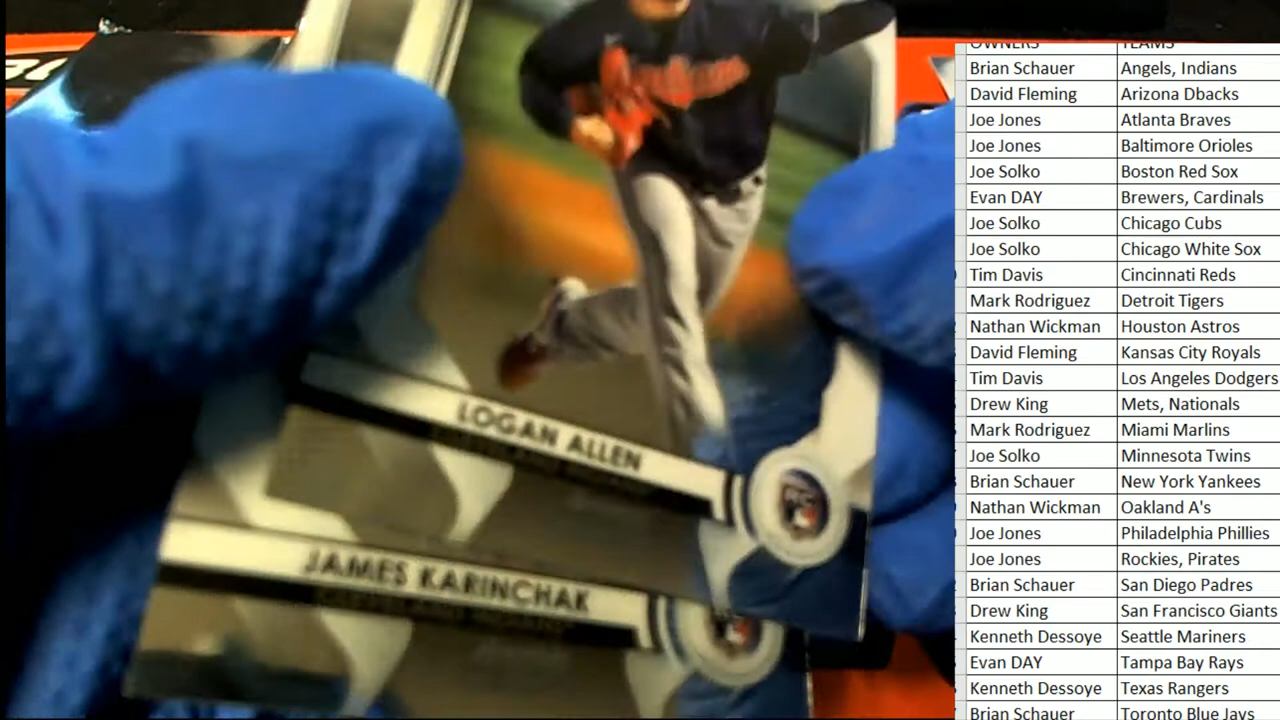 OWNERS TEAMS
Brian Schauer Angels, Indians
David Fleming Arizona Dbacks
Joe Jones Atlanta Braves
Joe Jones Baltimore Orioles
Joe Solko Boston Red Sox
Evan DAY Brewers, Cardinals
Joe Solko Chicago Cubs
Joe Solko Chicago White Sox
Tim Davis Cincinnati Reds
Mark Rodriguez Detroit Tigers
Nathan Wickman Houston Astros
David Fleming Kansas City Royals
Tim Davis Los Angeles Dodgers
Drew King Mets, Nationals
Mark Rodriguez Miami Marlins
Joe Solko Minnesota Twins
Brian Schauer New York Yankees
Nathan Wickman Oakland A's
Joe Jones Philadelphia Phillies
Joe Jones Rockies, Pirates
Brian Schauer San Diego Padres
Drew King San Francisco Giants
Kenneth Dessoye Seattle Mariners
Evan DAY Tampa Bay Rays
Kenneth Dessoye Texas Rangers
Brian Schauer Toronto Blue Jays
Indians
LOGAN ALLEN
RC
JAMES KARINCHAK
CLEVELAND INDIANS